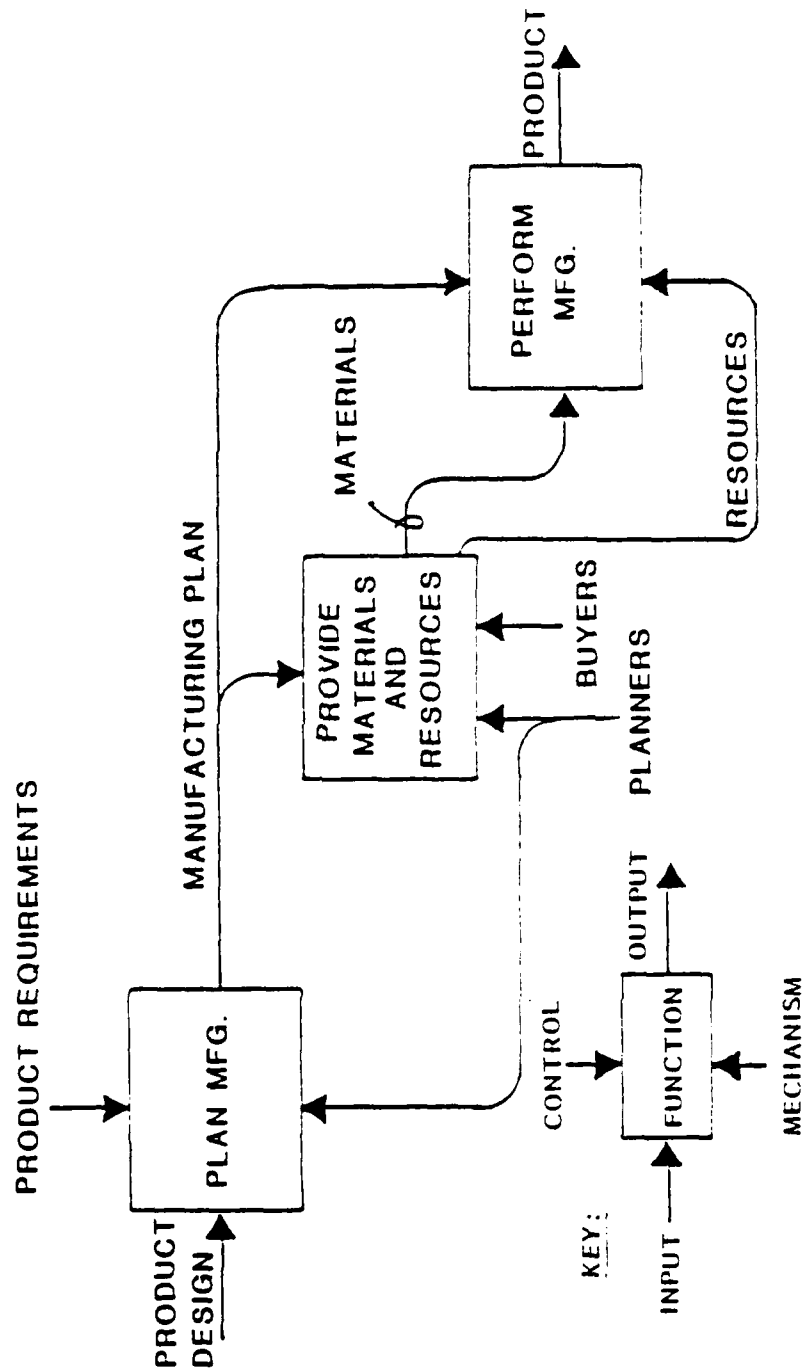 PRODUCT REQUIREMENTS
MANUFACTURING PLAN
PRODUCT
DESIGN
PLAN MFG.
MATERIALS
PROVIDE
MATERIALS
AND
RESOURCES
PERFORM
MFG.
PRODUCT
BUYERS
PLANNERS
RESOURCES
KEY:
CONTROL
INPUT
FUNCTION
OUTPUT
MECHANISM